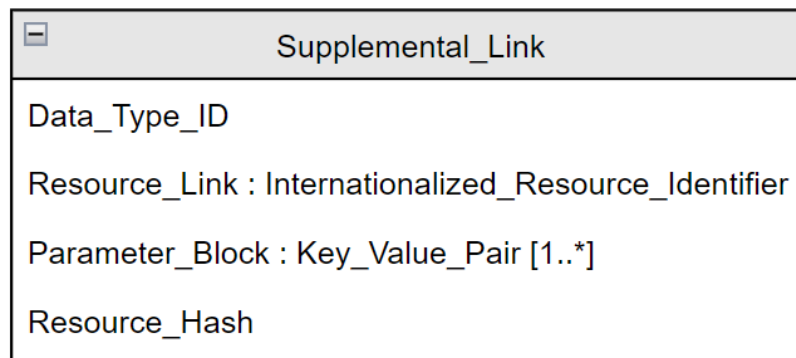 Supplemental_Link
Data_Type_ID
Resource_Link : Internationalized_Resource_Identifier
Parameter_Block : Key_Value_Pair [1..*]
Resource_Hash